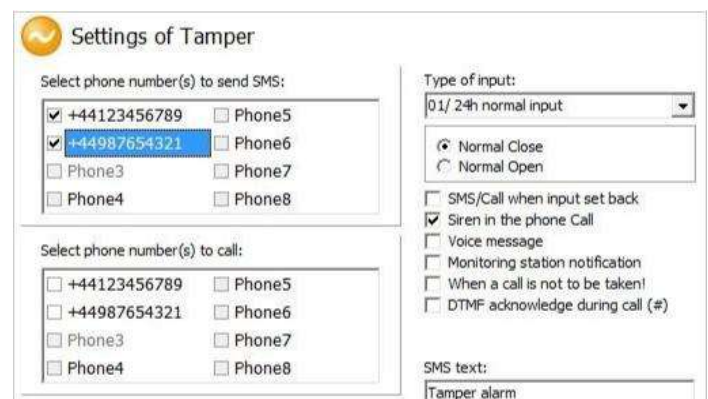 Settings of Tamper
Select phone number(s) to send SMS:
+44123456789 Phone5
+44987654321 Phone6
Phone3 Phone7
Phone4 Phone8
Select phone number(s) to call:
+44123456789 Phone5
+44987654321 Phone6
Phone3 Phone7
Phone4 Phone8
Type of input:
01/ 24h normal input
Normal Close
Normal Open
SMS/Call when input set back
Siren in the phone Call
Voice message
Monitoring station notification
When a call is not to be taken!
DTMF acknowledge during call (#)
SMS text:
Tamper alarm